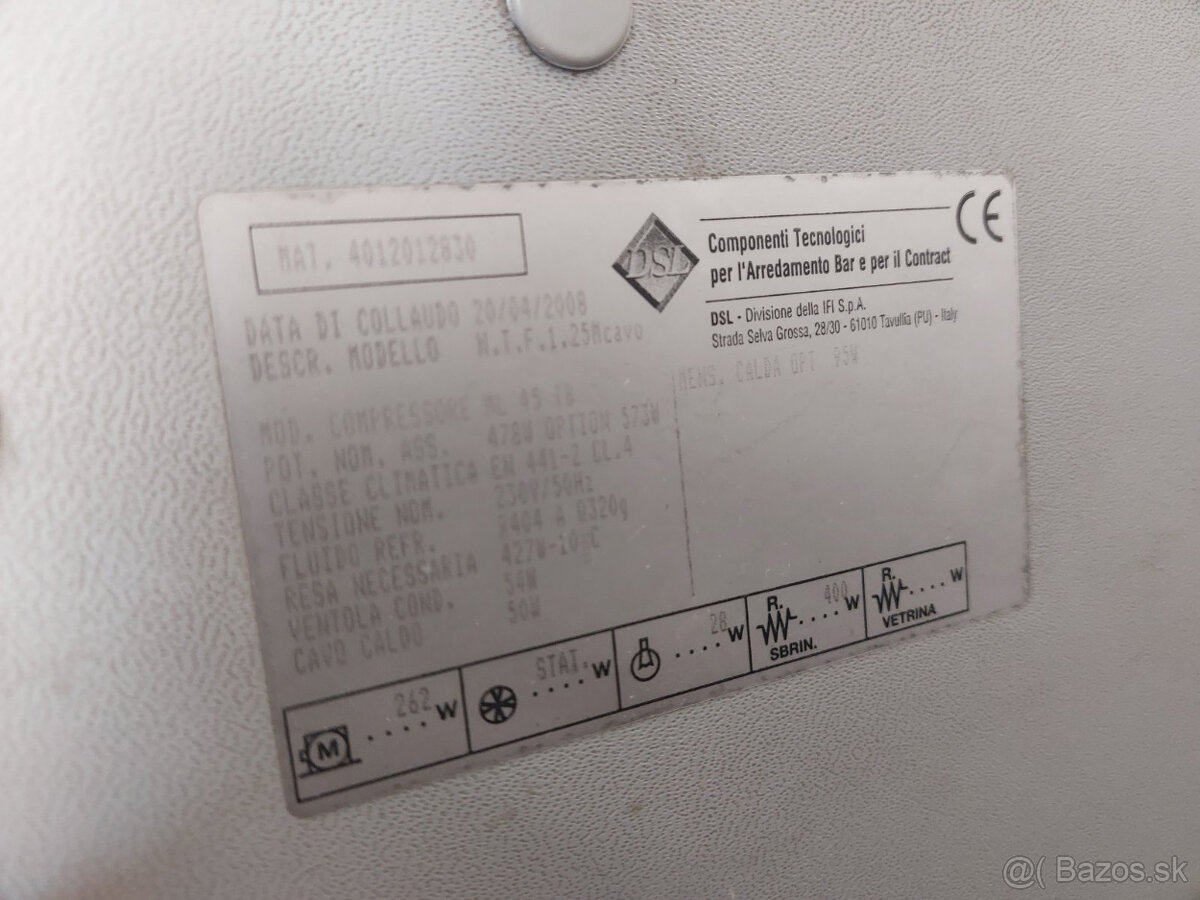 MAT. 4012012830
DATA DI COLLAUDO 20/04/2008
DESCR. MODELLO N.T.F.1.25Mcavo
MOD. COMPRESSORE ML 45 TB
POT. NOM. ASS. 478W OPTION 573W
CLASSE CLIMATICA EN 441-2 CL.4
TENSIONE NOM. 230V/50Hz
FLUIDO REFR. R404 A 0320g
RESA NECESSARIA 427W-10°C
VENTOLA COND. 54W
CAVO CALDO 50W
DSL
Componenti Tecnologici
per l'Arredamento Bar e per il Contract
CE
DSL - Divisione della IFI S.p.A.
Strada Selva Grossa, 28/30 - 61010 Tavullia (PU) - Italy
MENS. CALDA OPT 95W
M 262 ....W
STAT. ....W
28 ....W
R. 400 ....W SBRIN.
R. ....W VETRINA
@( Bazos.sk